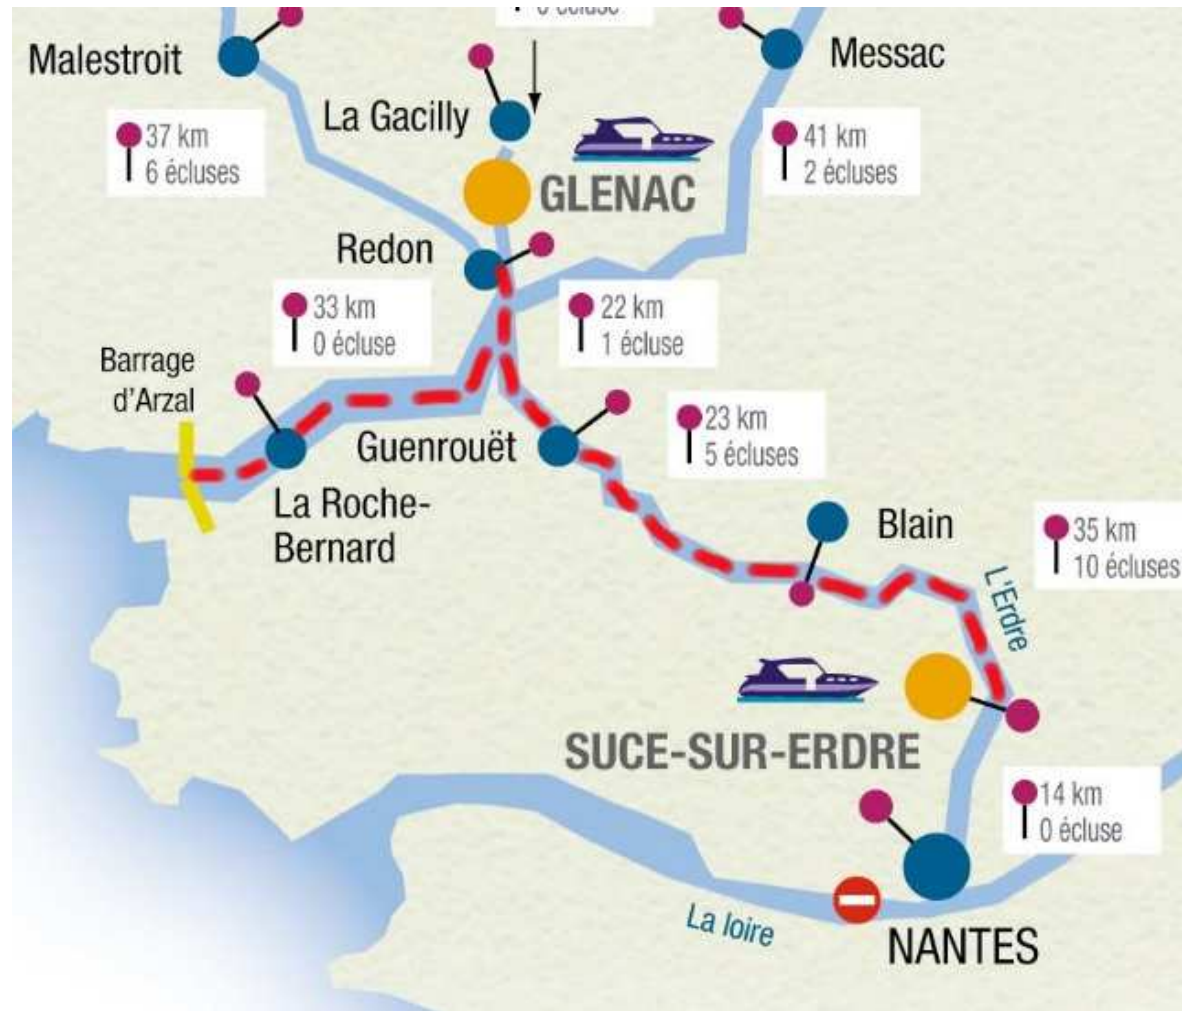 0 écluse
Malestroit
Messac
La Gacilly
37 km
6 écluses
41 km
2 écluses
GLENAC
Redon
33 km
0 écluse
22 km
1 écluse
Barrage
d'Arzal
Guenrouët
23 km
5 écluses
La Roche-
Bernard
Blain
35 km
10 écluses
L'Erdre
SUCE-SUR-ERDRE
14 km
0 écluse
La loire
NANTES